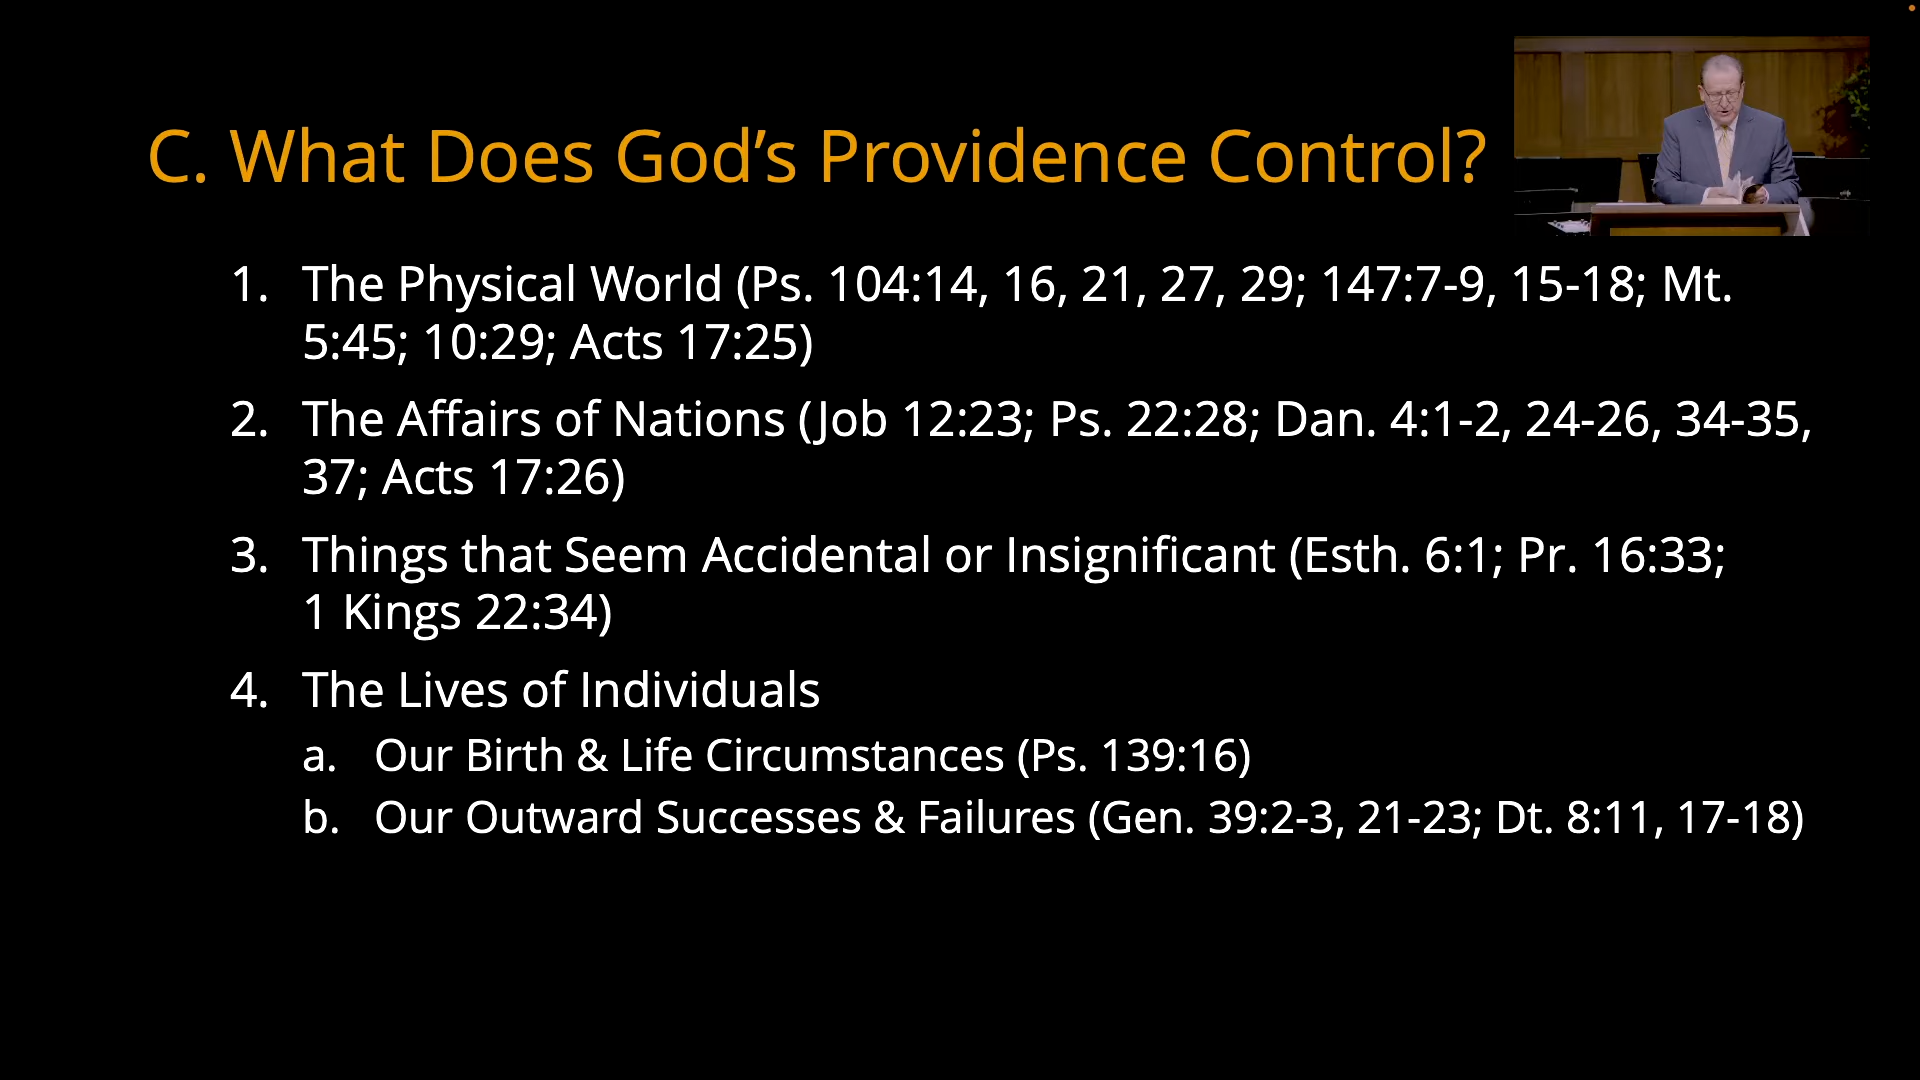 C. What Does God’s Providence Control?
1. The Physical World (Ps. 104:14, 16, 21, 27, 29; 147:7-9, 15-18; Mt.
5:45; 10:29; Acts 17:25)
2. The Affairs of Nations (Job 12:23; Ps. 22:28; Dan. 4:1-2, 24-26, 34-35,
37; Acts 17:26)
3. Things that Seem Accidental or Insignificant (Esth. 6:1; Pr. 16:33;
1 Kings 22:34)
4. The Lives of Individuals
a. Our Birth & Life Circumstances (Ps. 139:16)
b. Our Outward Successes & Failures (Gen. 39:2-3, 21-23; Dt. 8:11, 17-18)